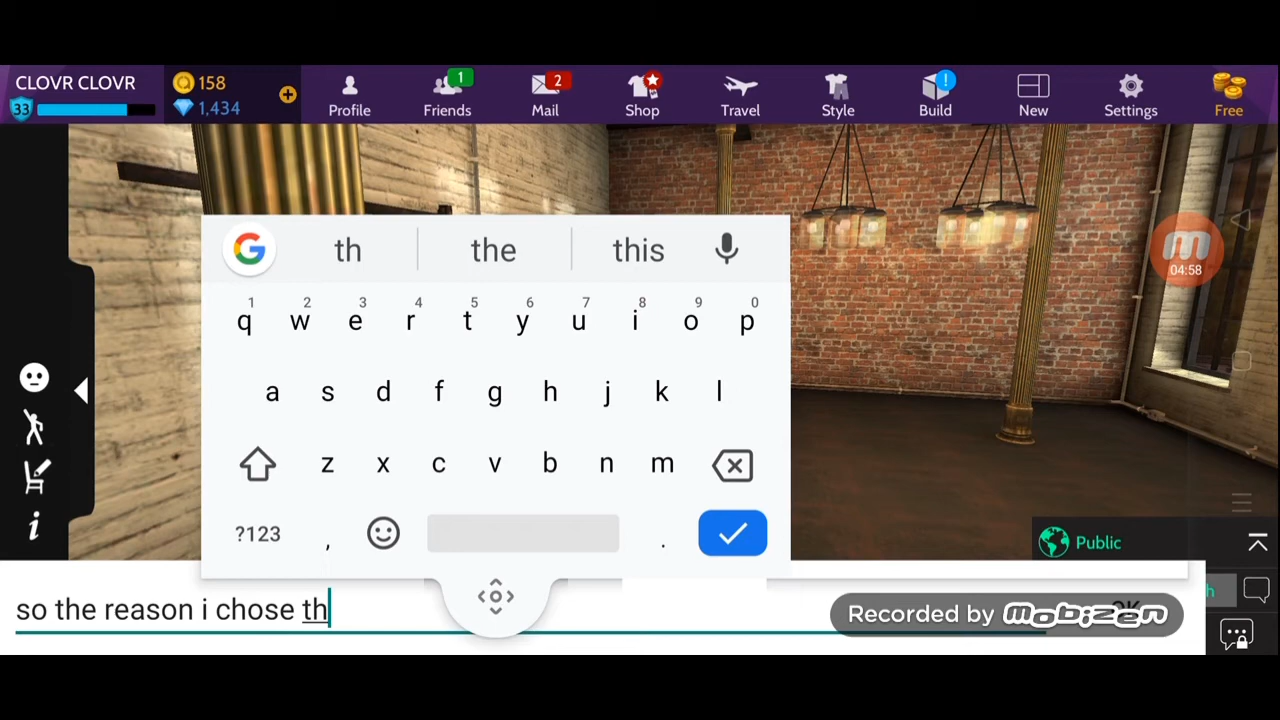 CLOVR CLOVR
33
158
1,434
1
2
!
Profile
Friends
Mail
Shop
Travel
Style
Build
New
Settings
Free
th
the
this
04:58
1 2 3 4 5 6 7 8 9 0
q w e r t y u i o p
a s d f g h j k l
z x c v b n m
?123 , .
Public
so the reason i chose th
h
Recorded by mobizen